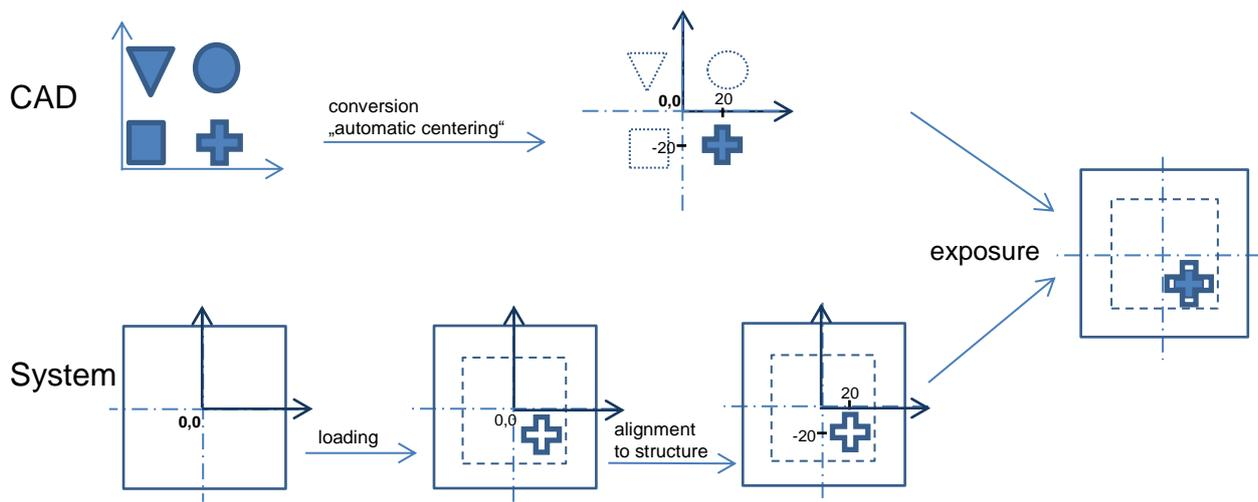 CAD
conversion
„automatic centering“
0,0
20
-20
exposure
System
0,0
loading
0,0
alignment
to structure
20
-20